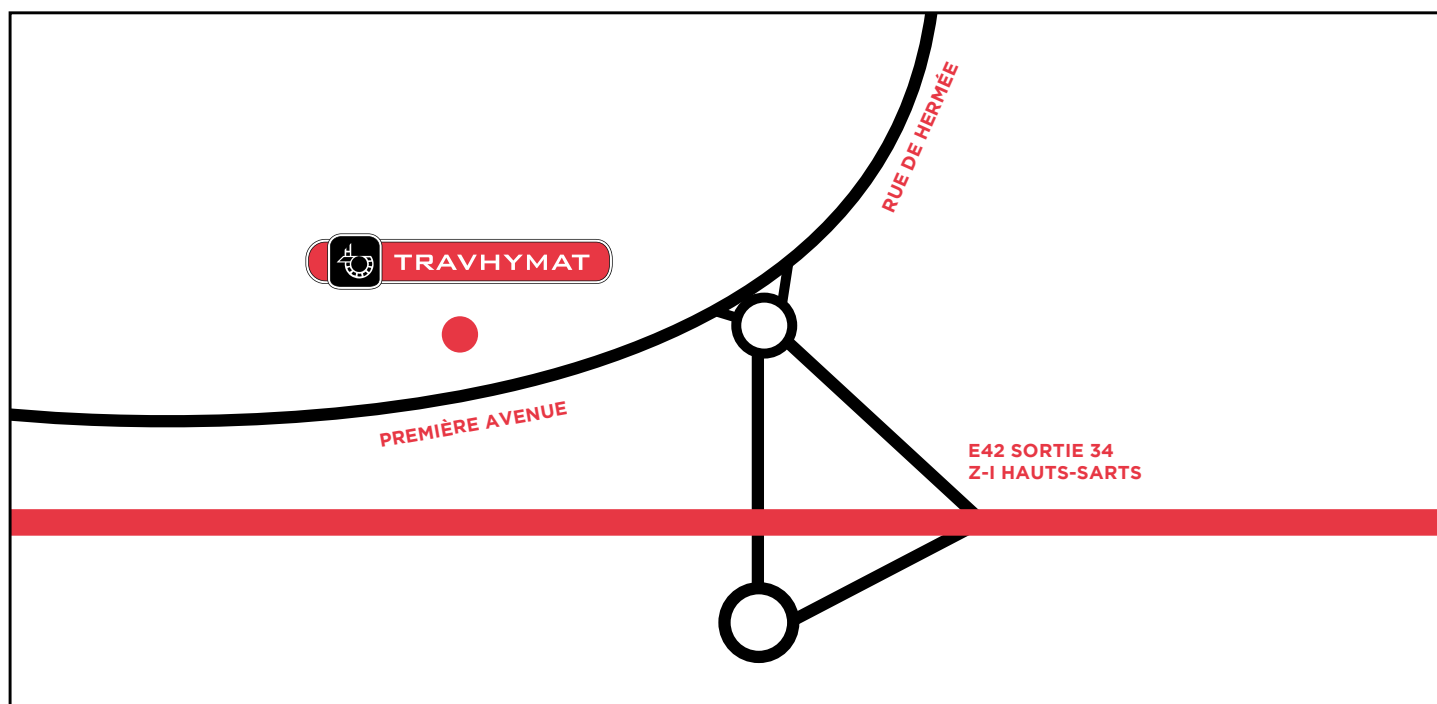 RUE DE HERMÉE
TRAVHYMAT
PREMIÈRE AVENUE
E42 SORTIE 34
Z-I HAUTS-SARTS